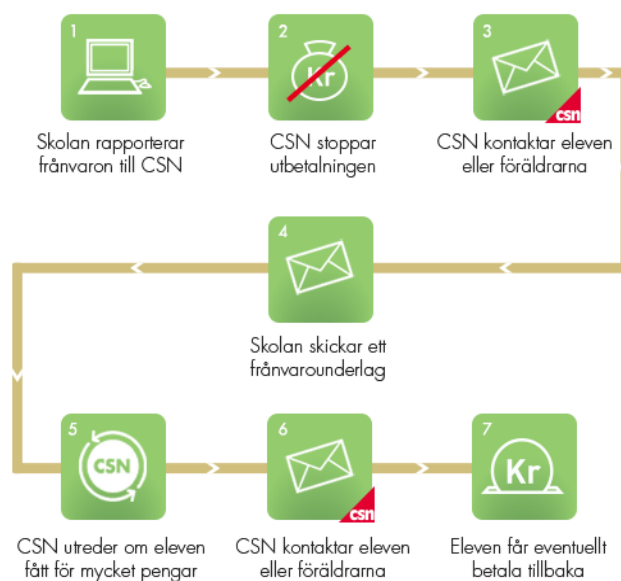 1
Skolan rapporterar
frånvaron till CSN
2
Kr
CSN stoppar
utbetalningen
3
csn
CSN kontaktar eleven
eller föräldrarna
4
Skolan skickar ett
frånvarounderlag
5
CSN
CSN utreder om eleven
fått för mycket pengar
6
csn
CSN kontaktar eleven
eller föräldrarna
7
Kr
Eleven får eventuellt
betala tillbaka